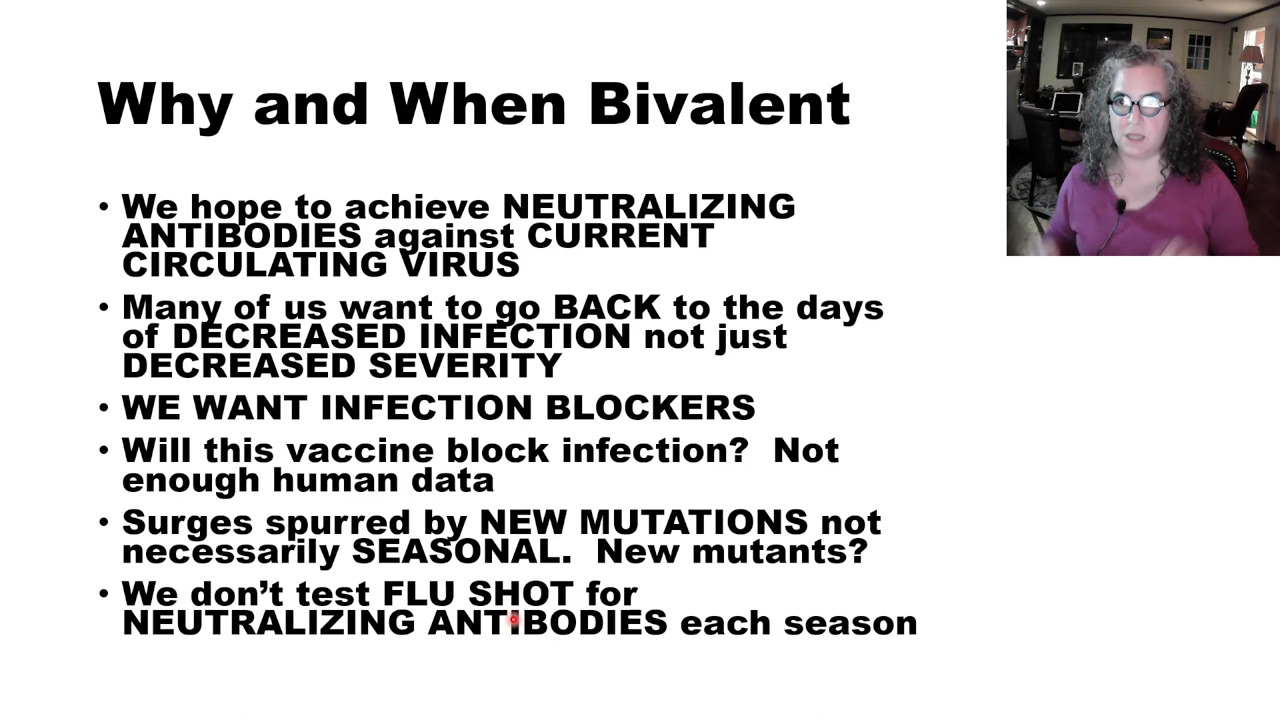 Why and When Bivalent
• We hope to achieve NEUTRALIZING
ANTIBODIES against CURRENT
CIRCULATING VIRUS
• Many of us want to go BACK to the days
of DECREASED INFECTION not just
DECREASED SEVERITY
• WE WANT INFECTION BLOCKERS
• Will this vaccine block infection?  Not
enough human data
• Surges spurred by NEW MUTATIONS not
necessarily SEASONAL.  New mutants?
• We don’t test FLU SHOT for
NEUTRALIZING ANTIBODIES each season